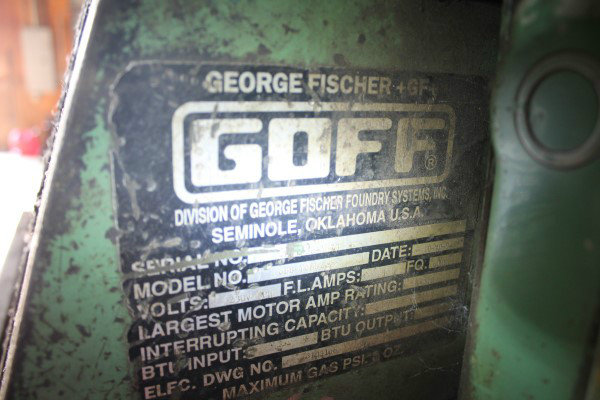 GEORGE FISCHER +GF+
GOFF®
DIVISION OF GEORGE FISCHER FOUNDRY SYSTEMS, INC.
SEMINOLE, OKLAHOMA U.S.A.
SERIAL NO.
MODEL NO. DATE:
VOLTS: F.L. AMPS: FQ.
LARGEST MOTOR AMP RATING:
INTERRUPTING CAPACITY:
BTU INPUT: BTU OUTPUT:
ELEC. DWG NO.
MAXIMUM GAS PSI, 8 OZ.